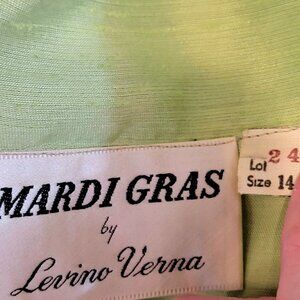 MARDI GRAS
by
Levino Verna
Lot 24
Size 14